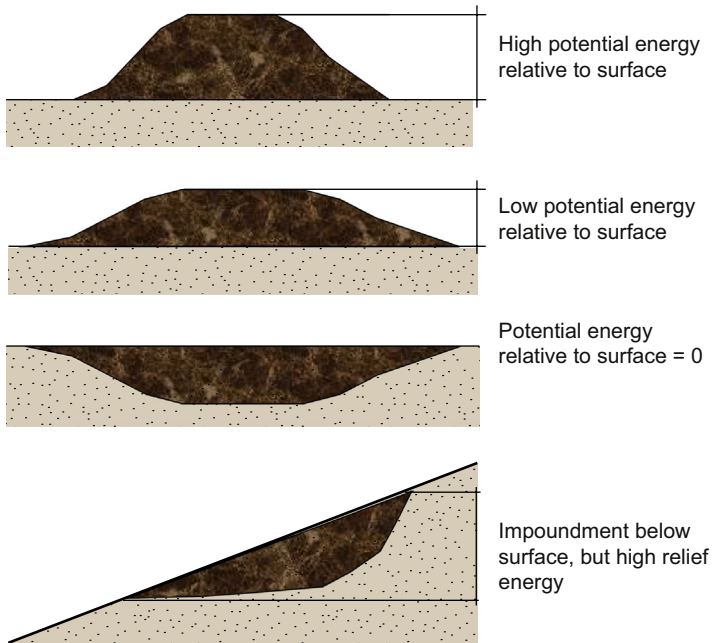 High potential energy
relative to surface
Low potential energy
relative to surface
Potential energy
relative to surface = 0
Impoundment below
surface, but high relief
energy